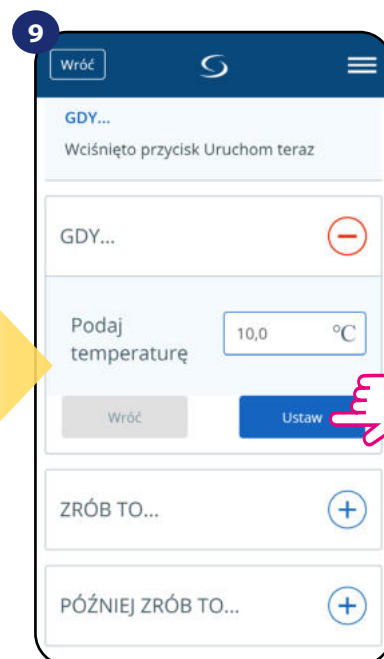 9
Wróć
GDY...
Wciśnięto przycisk Uruchom teraz
GDY...
Podaj
temperaturę
10,0 °C
Wróć
Ustaw
ZRÓB TO...
PÓŹNIEJ ZRÓB TO...